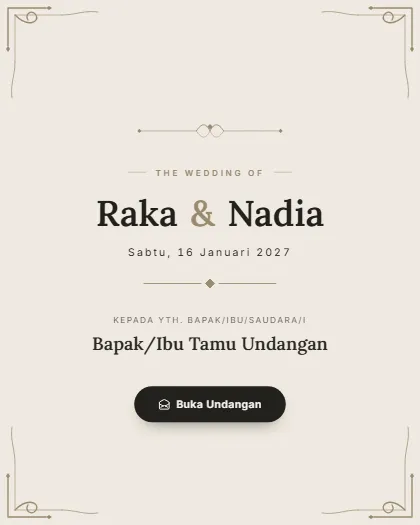 THE WEDDING OF
Raka & Nadia
Sabtu, 16 Januari 2027
KEPADA YTH. BAPAK/IBU/SAUDARA/I
Bapak/Ibu Tamu Undangan
Buka Undangan